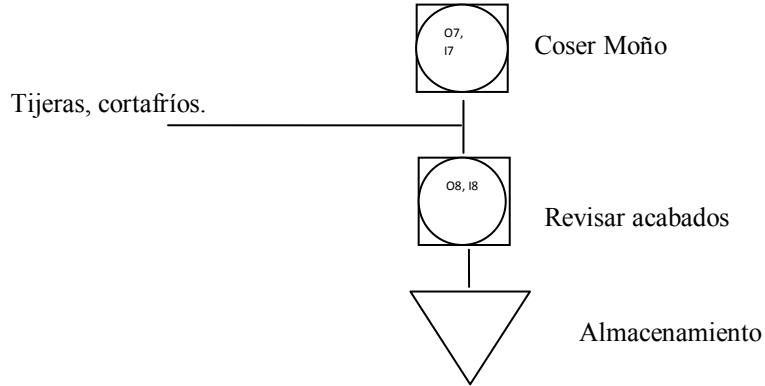 O7,
I7
Coser Moño
Tijeras, cortafríos.
O8, I8
Revisar acabados
Almacenamiento